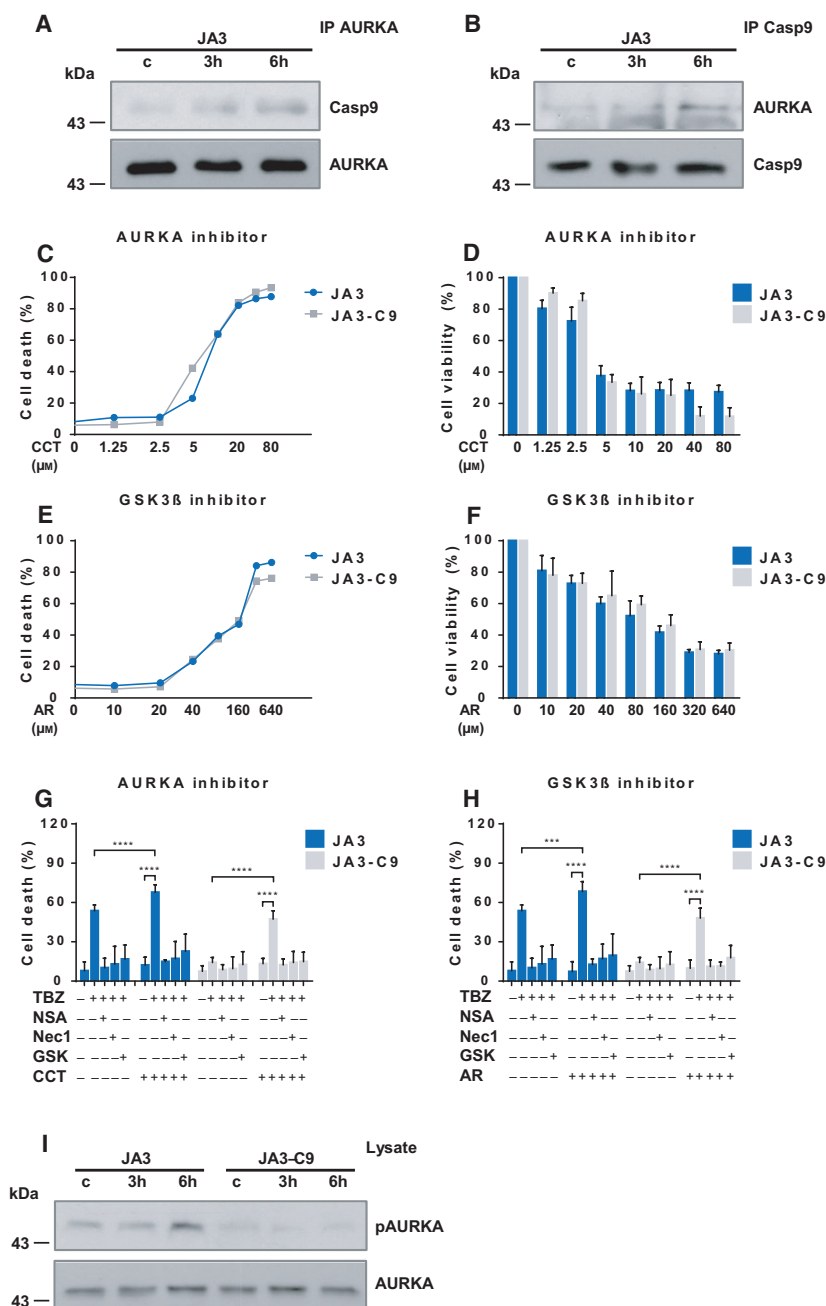 A
IP AURKA
JA3
c 3h 6h
kDa
Casp9
43
AURKA
43
B
IP Casp9
JA3
c 3h 6h
kDa
AURKA
43
Casp9
43
C
AURKA inhibitor
Cell death (%)
100
80
60
40
20
0
JA3
JA3-C9
CCT 0 1.25 2.5 5 10 20 80
(µM)
D
AURKA inhibitor
Cell viability (%)
100
80
60
40
20
0
JA3
JA3-C9
CCT 0 1.25 2.5 5 10 20 40 80
(µM)
E
GSK3ß inhibitor
Cell death (%)
100
80
60
40
20
0
JA3
JA3-C9
AR 0 10 20 40 160 640
(µM)
F
GSK3ß inhibitor
Cell viability (%)
100
80
60
40
20
0
JA3
JA3-C9
AR 0 10 20 40 80 160 320 640
(µM)
G
AURKA inhibitor
Cell death (%)
120
90
60
30
0
JA3
JA3-C9
**** **** **** ****
TBZ –++++ –++++ –++++ –++++
NSA ––+–– ––+–– ––+–– ––+––
Nec1 –––+– –––+– –––+– –––+–
GSK ––––+ ––––+ ––––+ ––––+
CCT ––––– +++++ ––––– +++++
H
GSK3ß inhibitor
Cell death (%)
120
90
60
30
0
JA3
JA3-C9
*** **** **** ****
TBZ –++++ –++++ –++++ –++++
NSA ––+–– ––+–– ––+–– ––+––
Nec1 –––+– –––+– –––+– –––+–
GSK ––––+ ––––+ ––––+ ––––+
AR ––––– +++++ ––––– +++++
I
Lysate
JA3 JA3–C9
c 3h 6h c 3h 6h
kDa
pAURKA
43
AURKA
43